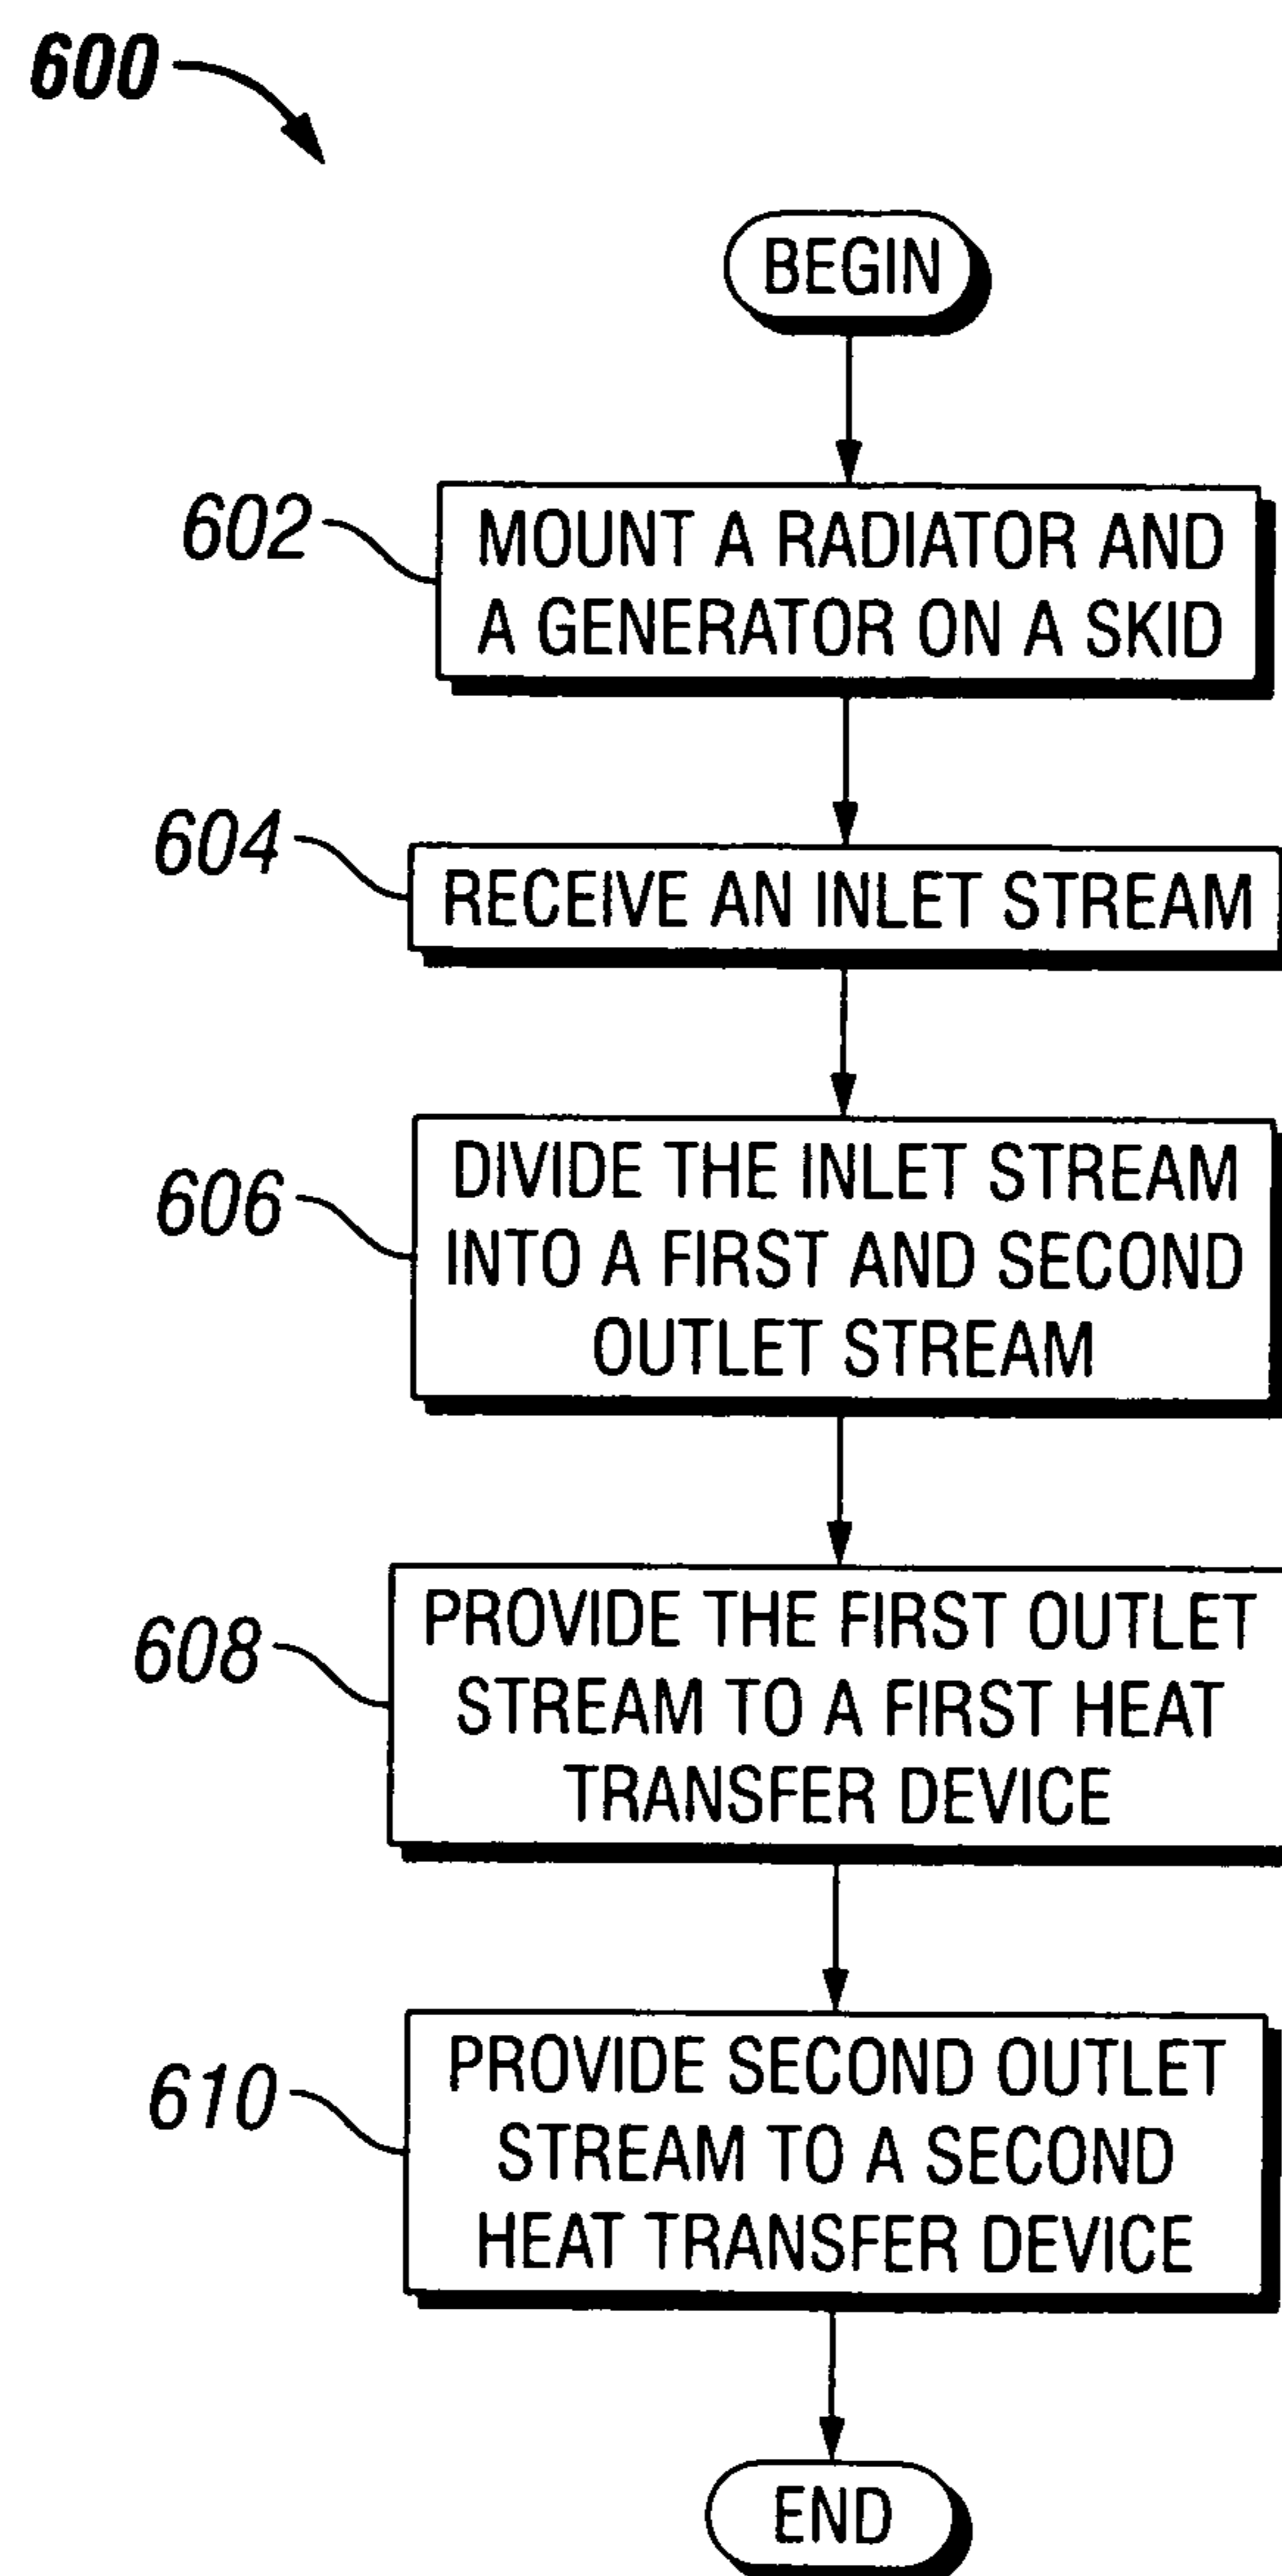 600
BEGIN
602
MOUNT A RADIATOR AND
A GENERATOR ON A SKID
604
RECEIVE AN INLET STREAM
606
DIVIDE THE INLET STREAM
INTO A FIRST AND SECOND
OUTLET STREAM
608
PROVIDE THE FIRST OUTLET
STREAM TO A FIRST HEAT
TRANSFER DEVICE
610
PROVIDE SECOND OUTLET
STREAM TO A SECOND
HEAT TRANSFER DEVICE
END